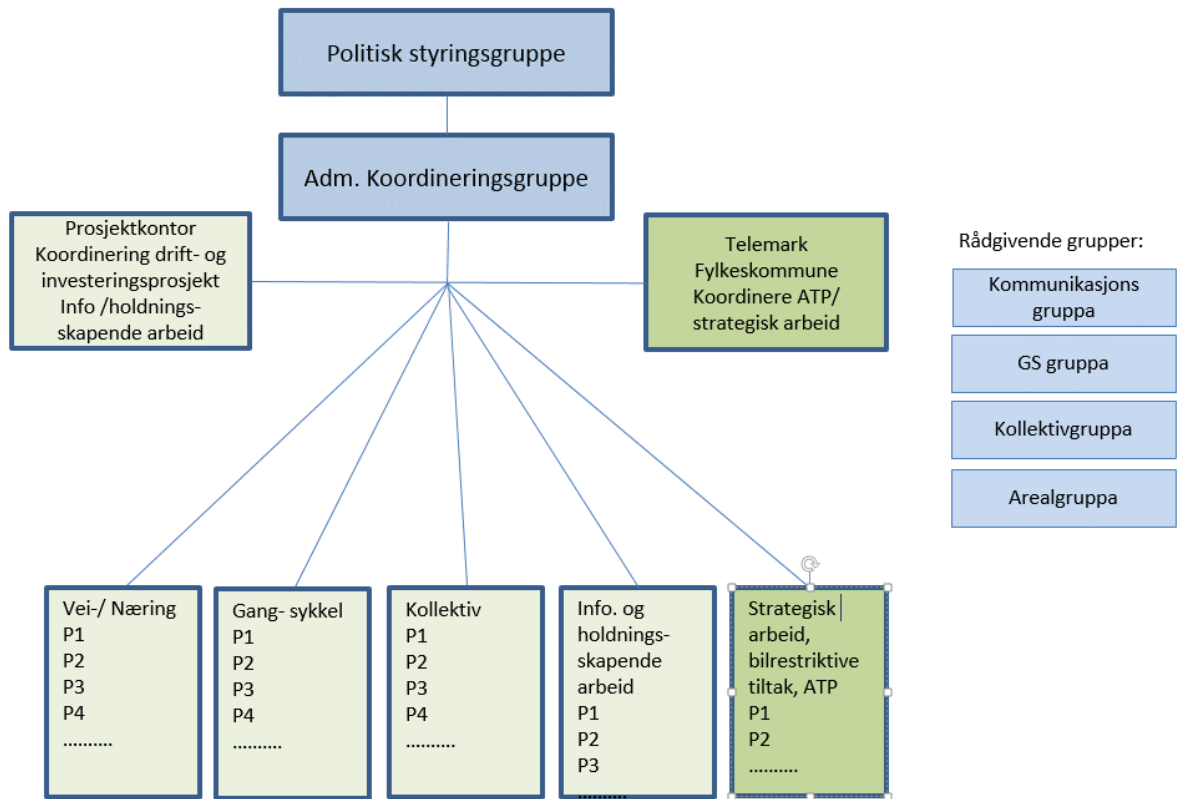 Politisk styringsgruppe
Adm. Koordineringsgruppe
Prosjektkontor
Koordinering drift- og
investeringsprosjekt
Info /holdnings-
skapende arbeid
Telemark
Fylkeskommune
Koordinere ATP/
strategisk arbeid
Rådgivende grupper:
Kommunikasjons
gruppa
GS gruppa
Kollektivgruppa
Arealgruppa
Vei-/ Næring
P1
P2
P3
P4
..........
Gang- sykkel
P1
P2
P3
P4
..........
Kollektiv
P1
P2
P3
P4
..........
Info. og
holdnings-
skapende
arbeid
P1
P2
P3
..........
Strategisk
arbeid,
bilrestriktive
tiltak, ATP
P1
P2
..........